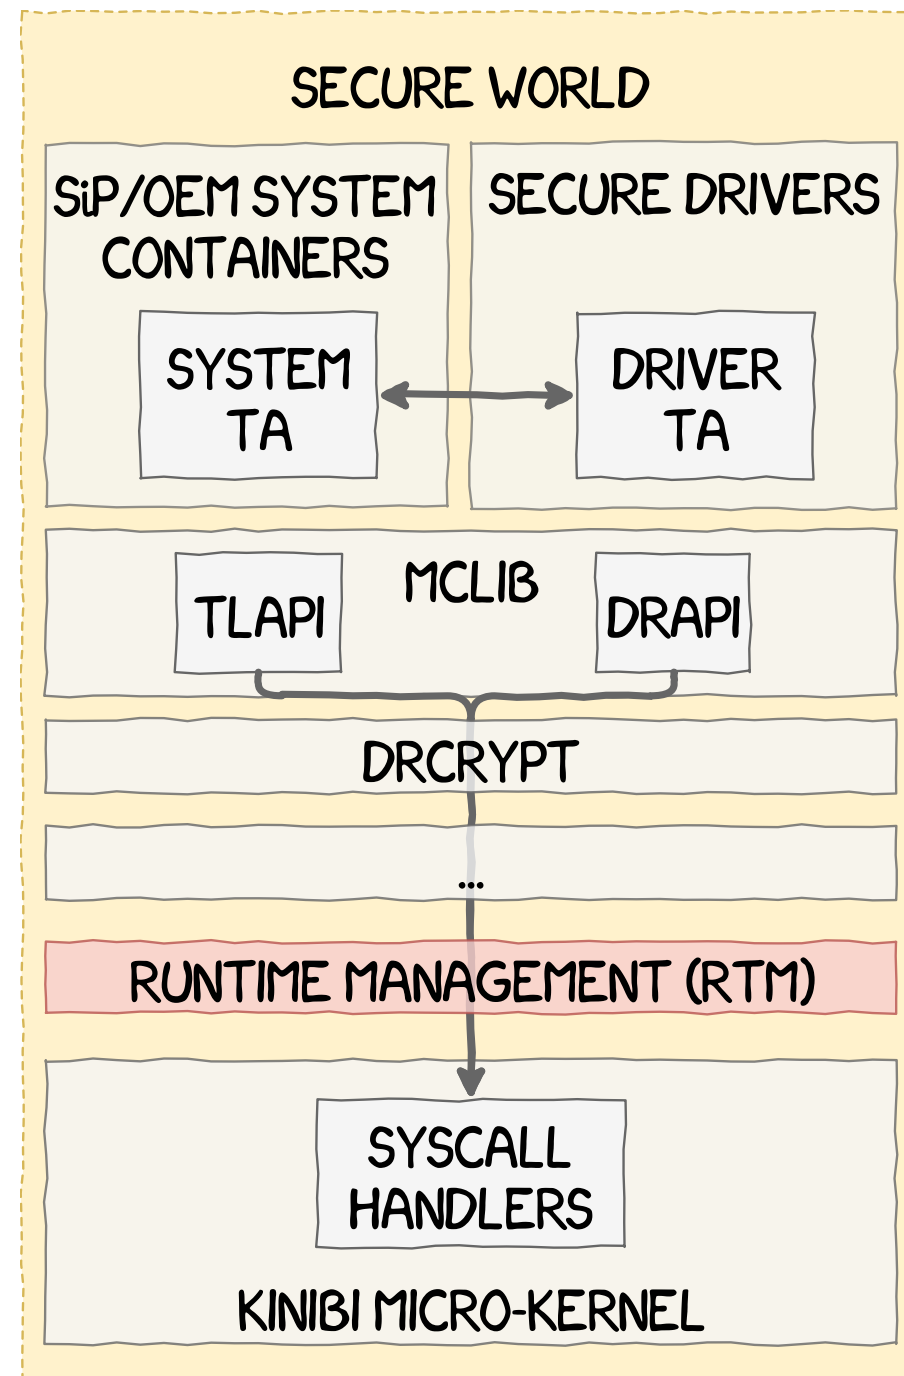 SECURE WORLD
SiP/OEM SYSTEM
CONTAINERS
SECURE DRIVERS
SYSTEM
TA
DRIVER
TA
MCLIB
TLAPI
DRAPI
DRCRYPT
...
RUNTIME MANAGEMENT (RTM)
SYSCALL
HANDLERS
KINIBI MICRO-KERNEL